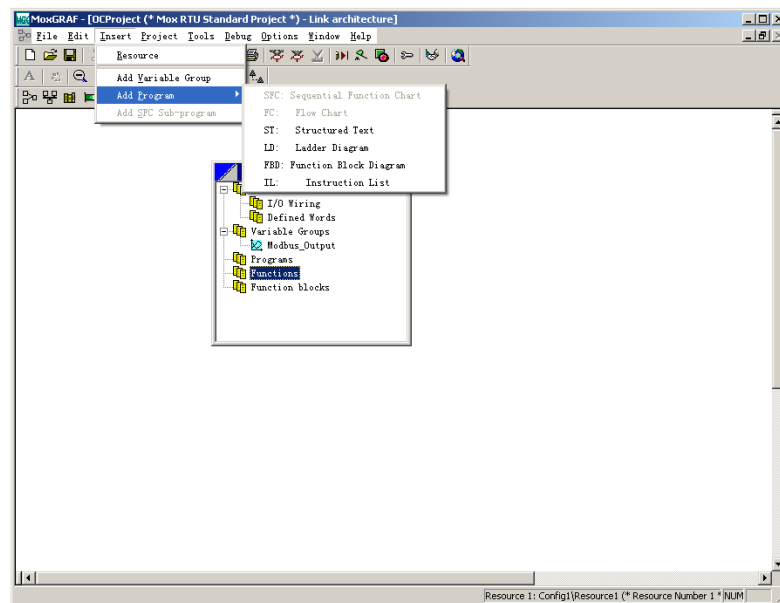 MoxGRAF - [OCProject (* Mox RTU Standard Project *) - Link architecture]
File Edit Insert Project Tools Debug Options Window Help
Resource
Add Variable Group
Add Program
Add SFC Sub-program
SFC: Sequential Function Chart
FC: Flow Chart
ST: Structured Text
LD: Ladder Diagram
FBD: Function Block Diagram
IL: Instruction List
I/O Wiring
Defined Words
Variable Groups
Modbus_Output
Programs
Functions
Function blocks
Resource 1: Config1\Resource1 (* Resource Number 1 * NUM